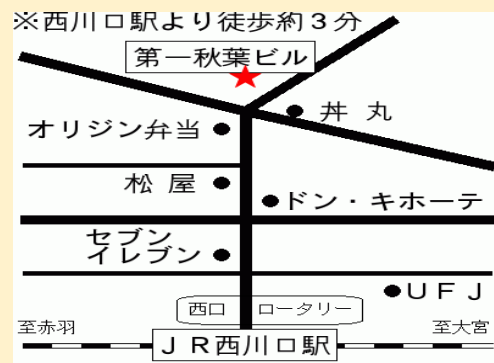 ※西川口駅より徒歩約３分
第一秋葉ビル
丼丸
オリジン弁当
松屋
ドン・キホーテ
セブン
イレブン
ＵＦＪ
西口 ロータリー
至赤羽
至大宮
ＪＲ西川口駅